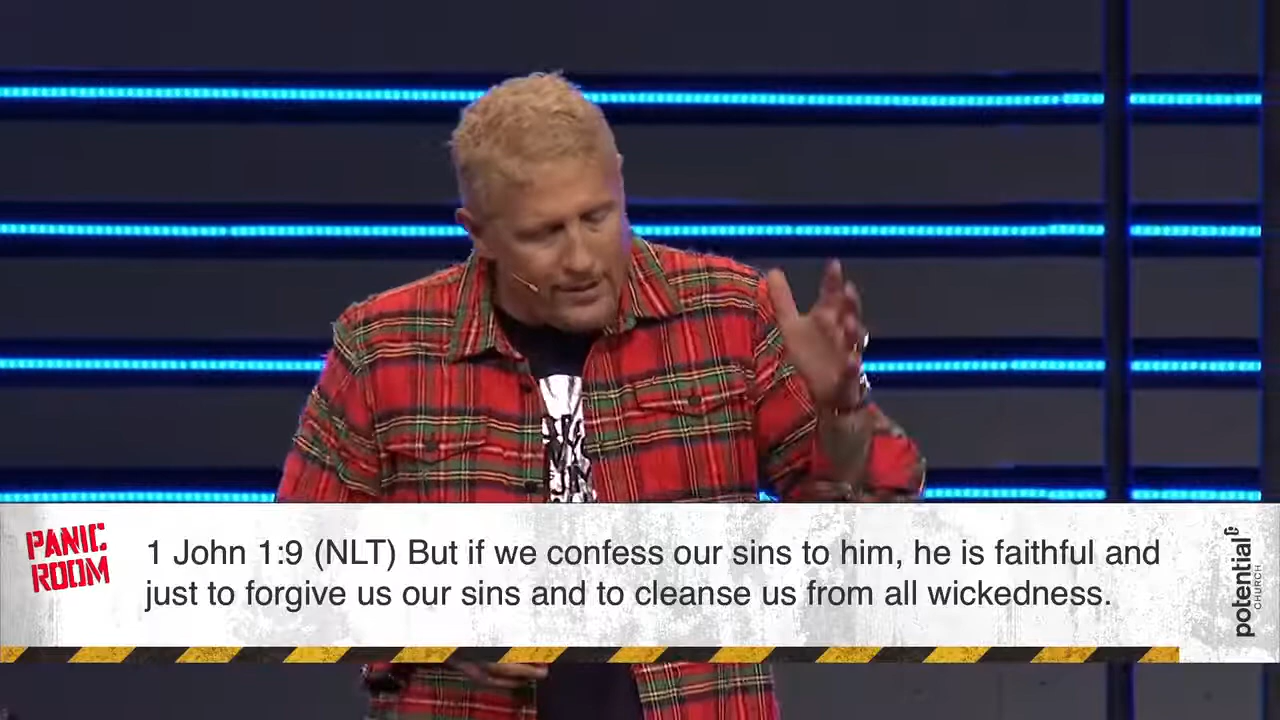 PANIC
ROOM
1 John 1:9 (NLT) But if we confess our sins to him, he is faithful and
just to forgive us our sins and to cleanse us from all wickedness.
potential
CHURCH